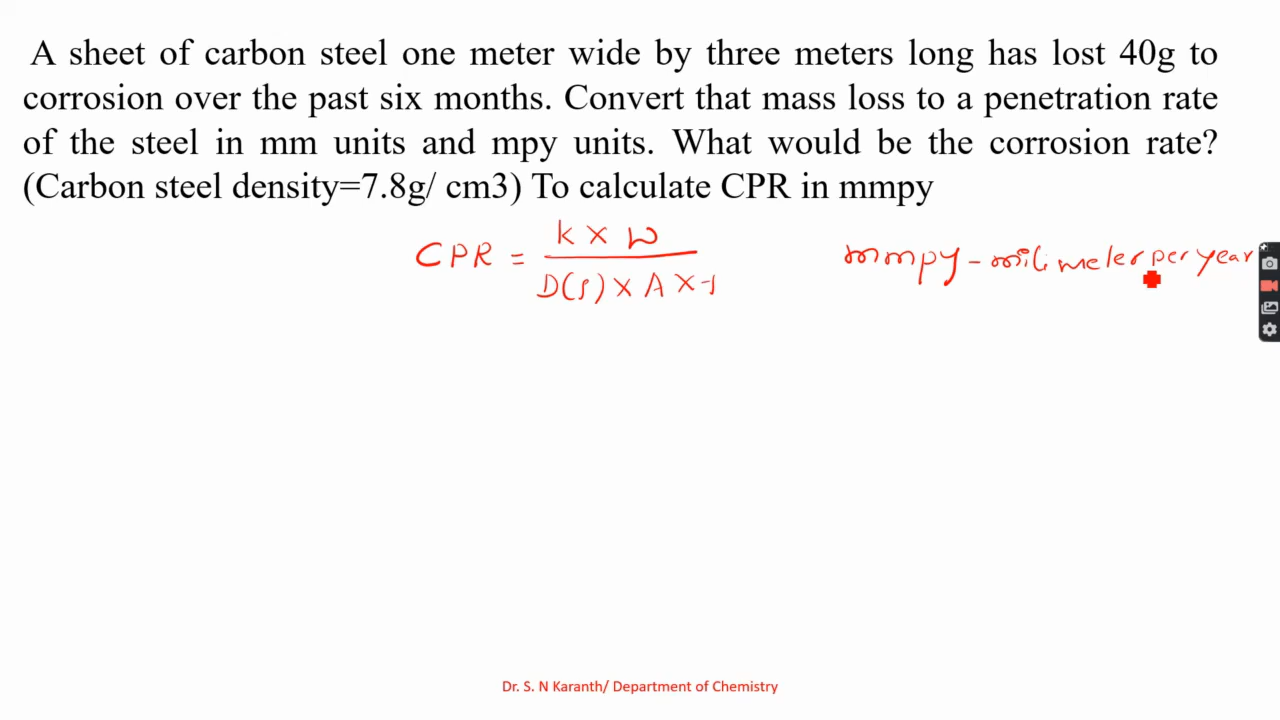 A sheet of carbon steel one meter wide by three meters long has lost 40g to
corrosion over the past six months. Convert that mass loss to a penetration rate
of the steel in mm units and mpy units. What would be the corrosion rate?
(Carbon steel density=7.8g/ cm3) To calculate CPR in mmpy
CPR = K × W
D(ρ) × A × T
mmpy - milimeter per year
Dr. S. N Karanth/ Department of Chemistry